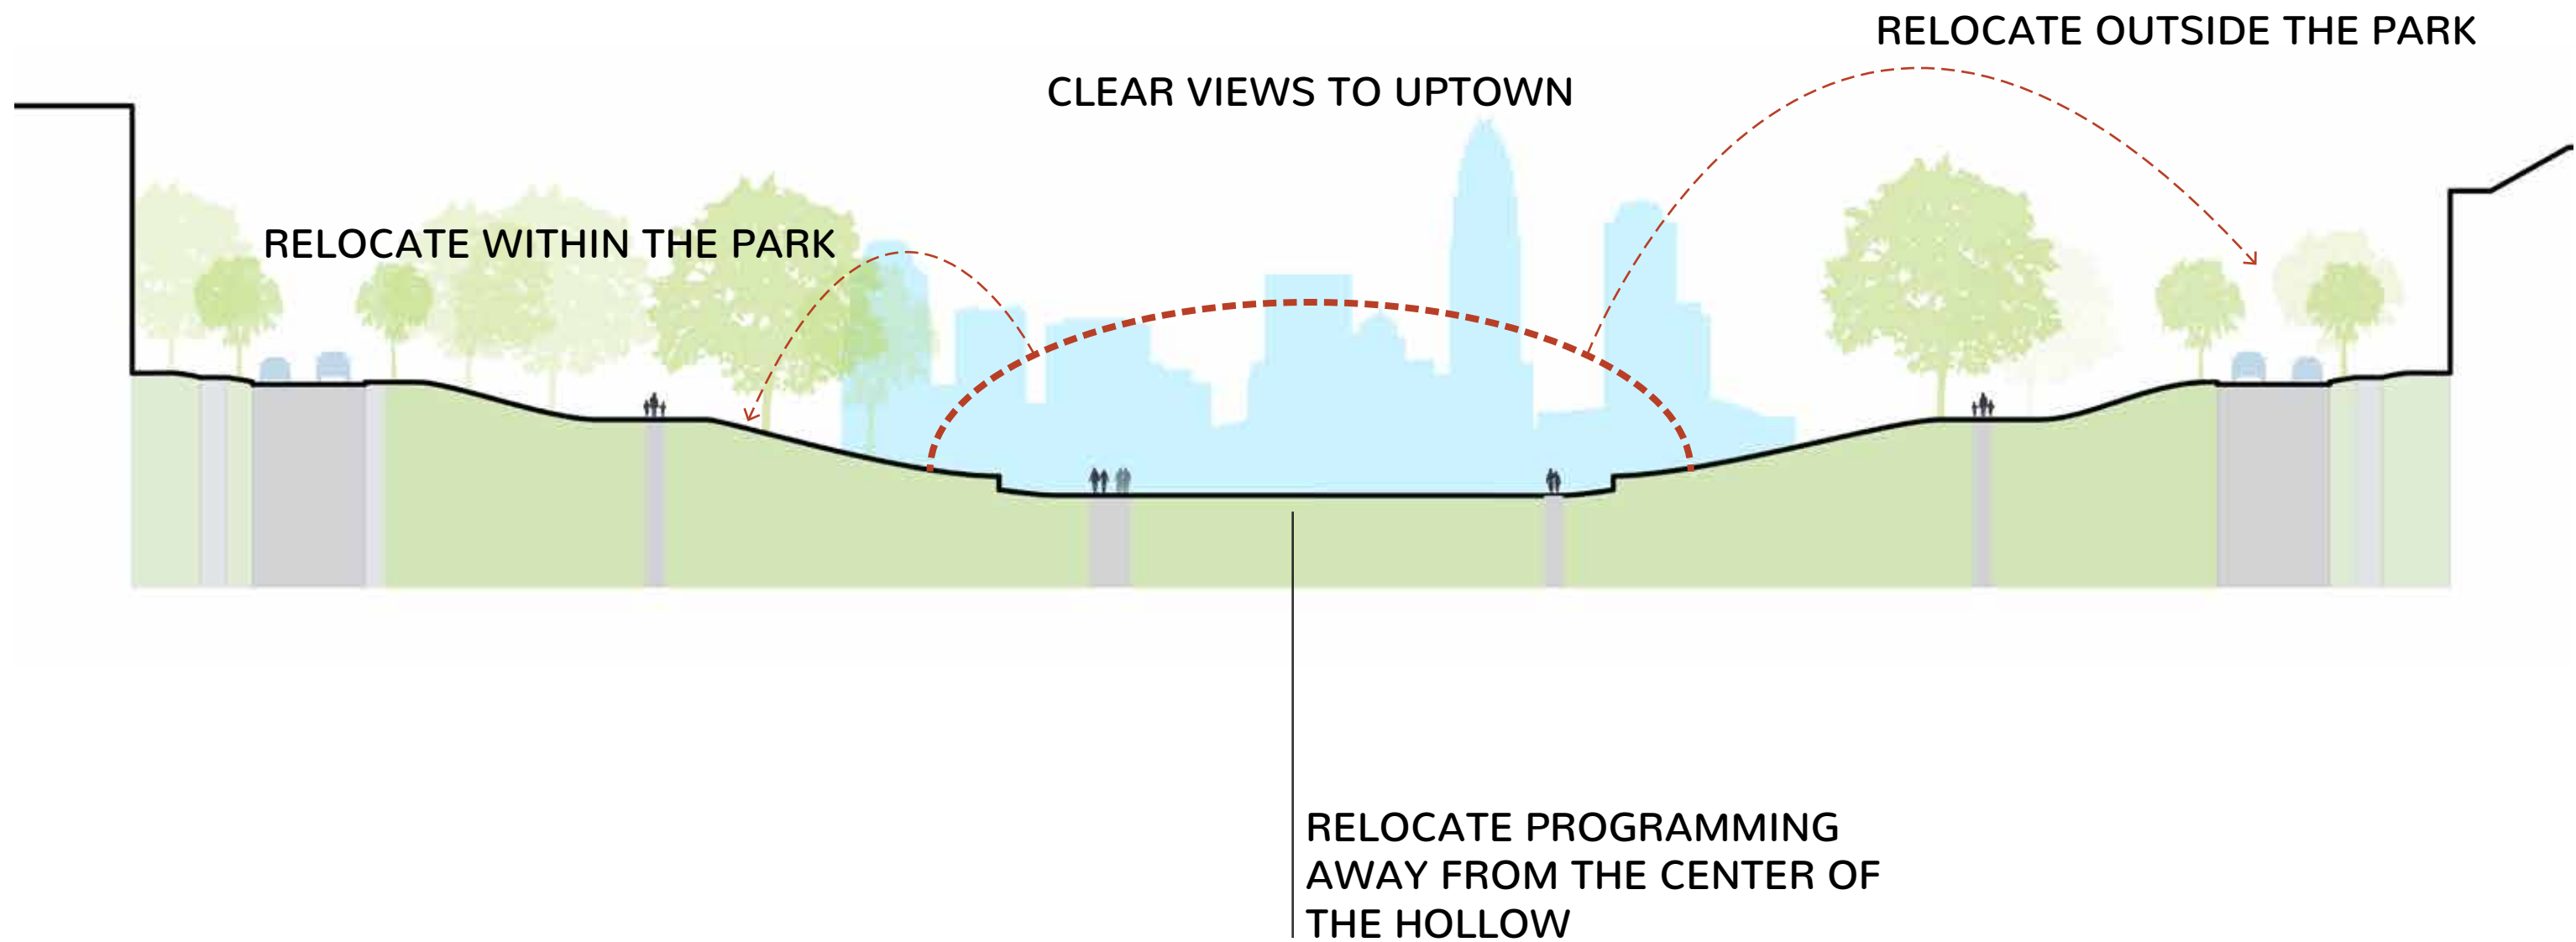 RELOCATE OUTSIDE THE PARK
CLEAR VIEWS TO UPTOWN
RELOCATE WITHIN THE PARK
RELOCATE PROGRAMMING
AWAY FROM THE CENTER OF
THE HOLLOW